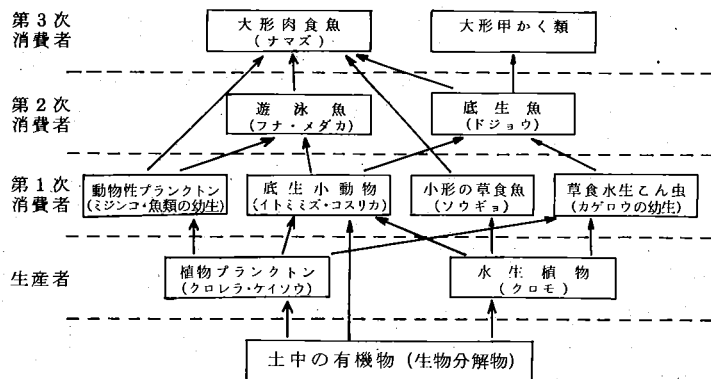 第3次
消費者
大形肉食魚
(ナマズ)
大形甲かく類
第2次
消費者
遊泳魚
(フナ・メダカ)
底生魚
(ドジョウ)
第1次
消費者
動物性プランクトン
(ミジンコ・魚類の幼生)
底生小動物
(イトミミズ・コスリカ)
小形の草食魚
(ソウギョ)
草食水生こん虫
(カゲロウの幼生)
生産者
植物プランクトン
(クロレラ・ケイソウ)
水生植物
(クロモ)
土中の有機物(生物分解物)